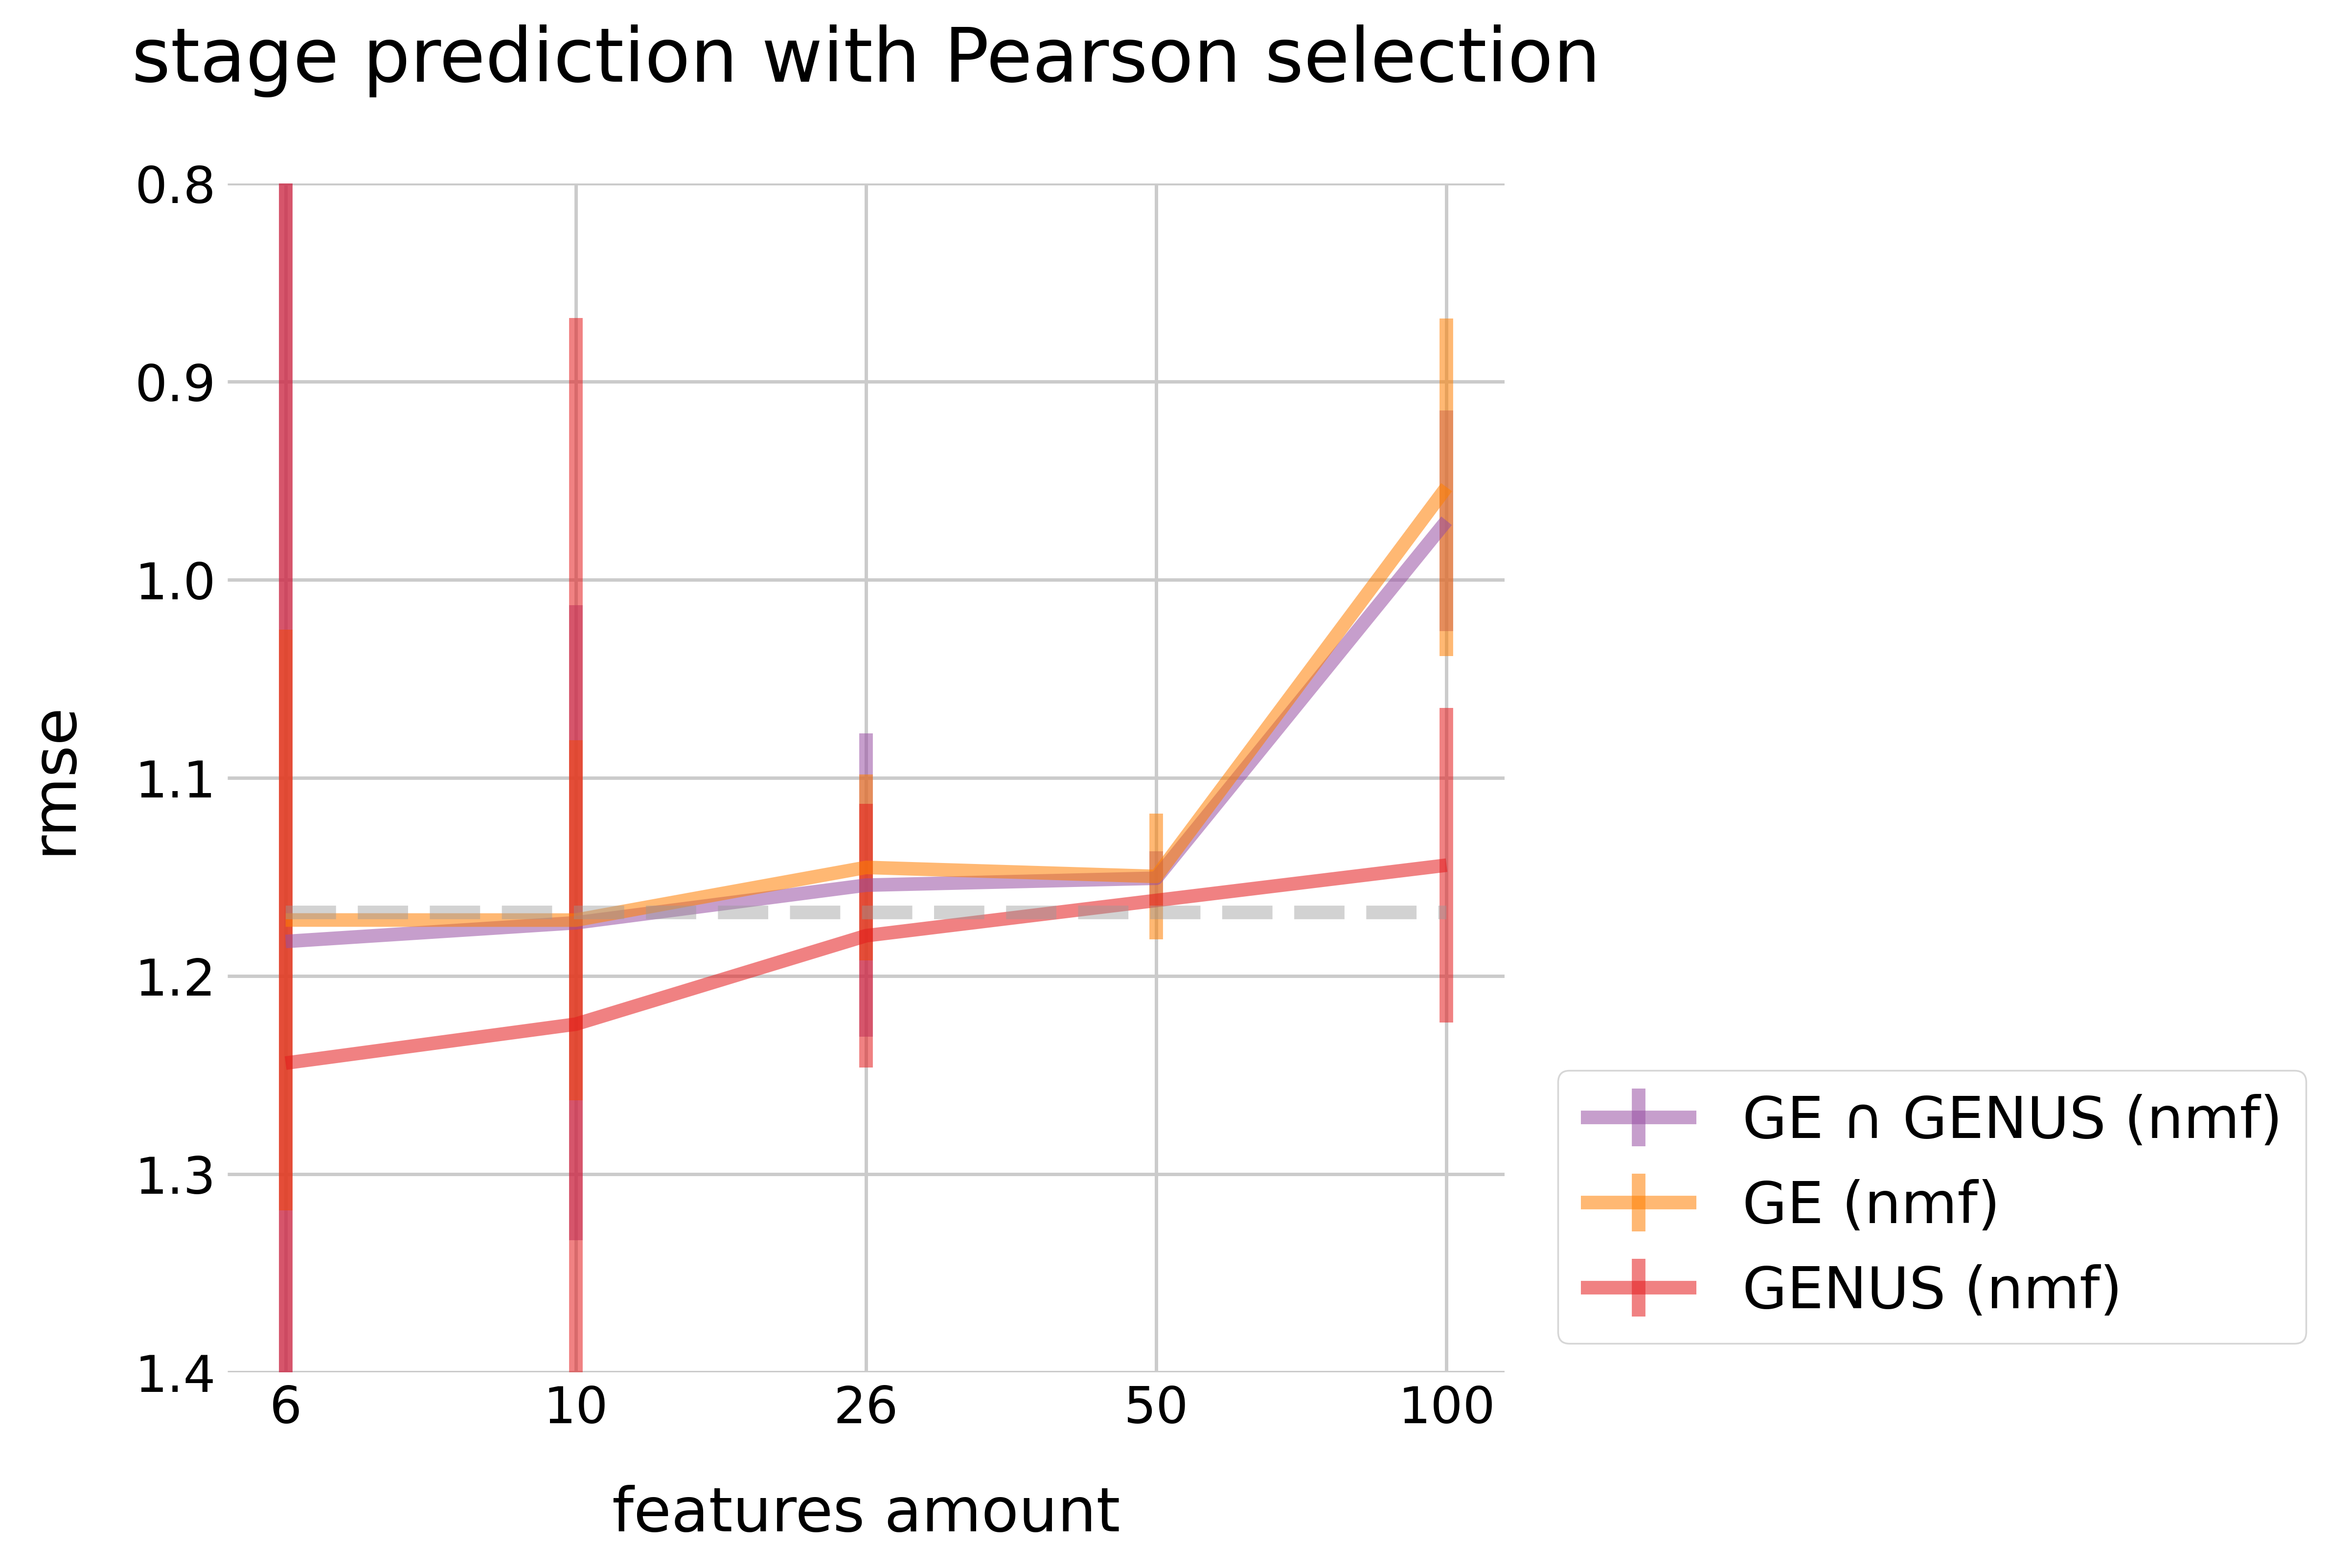 stage prediction with Pearson selection
0.8
0.9
1.0
1.1
1.2
1.3
1.4
rmse
6 10 26 50 100
features amount
GE ∩ GENUS (nmf)
GE (nmf)
GENUS (nmf)